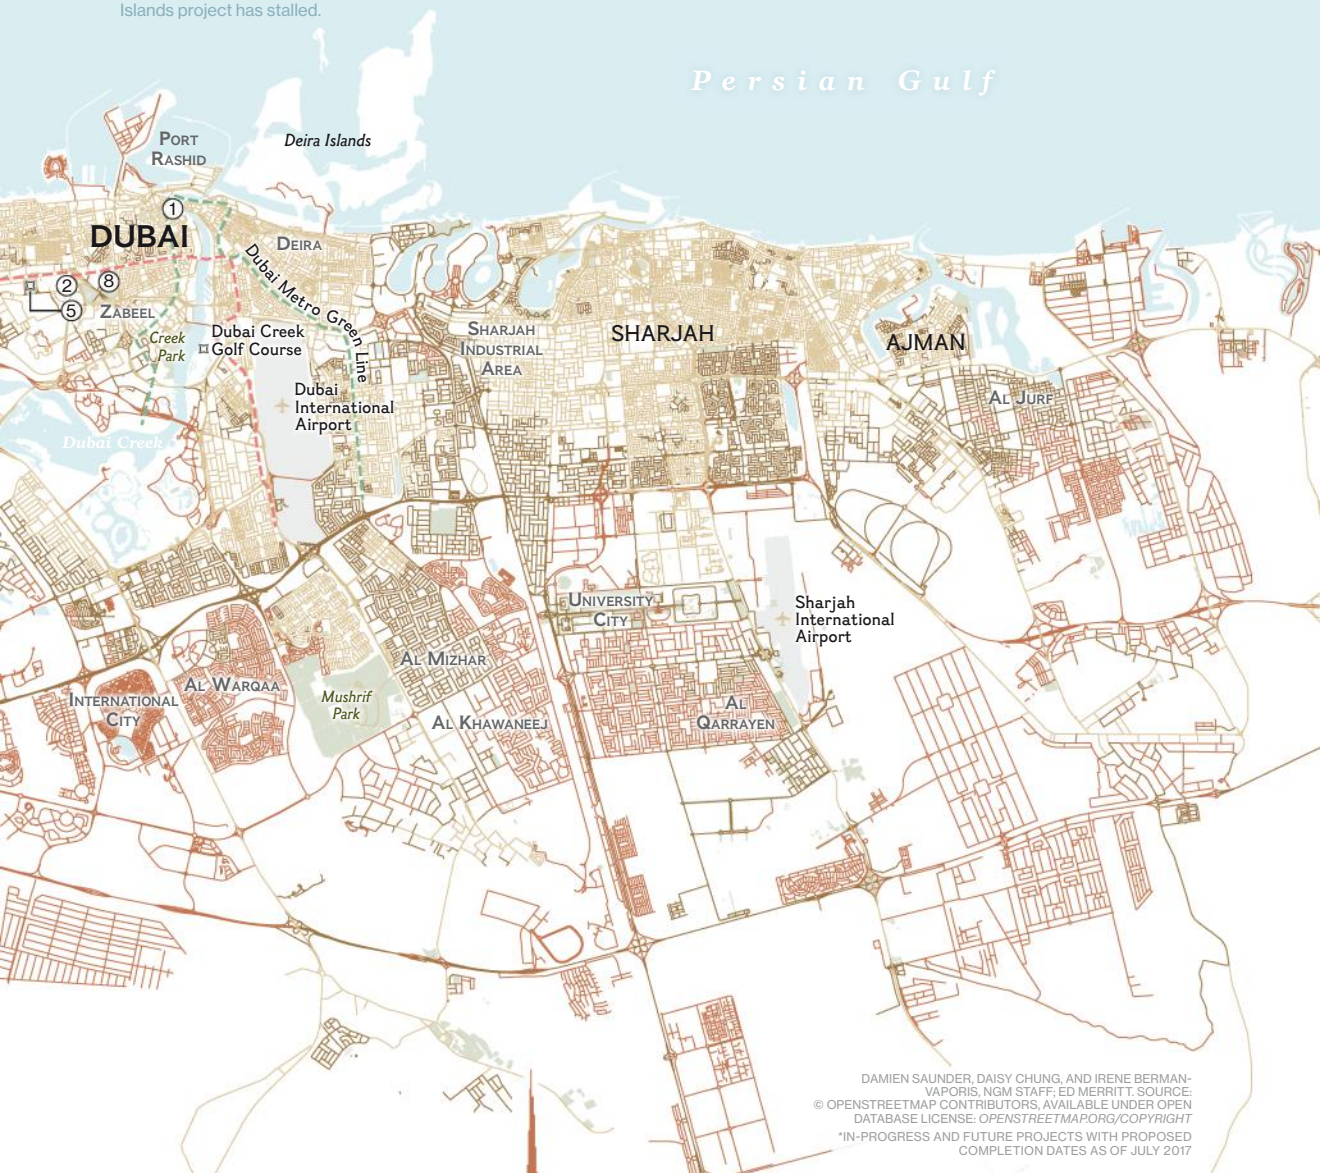 Islands project has stalled.
Persian Gulf
PORT
RASHID
Deira Islands
1
DUBAI
DEIRA
Dubai Metro Green Line
2
8
5
ZABEEL
Creek
Park
Dubai Creek
Golf Course
SHARJAH
INDUSTRIAL
AREA
SHARJAH
AJMAN
Dubai
International
Airport
AL JURF
Dubai Creek
UNIVERSITY
CITY
Sharjah
International
Airport
AL MIZHAR
AL WARQAA
INTERNATIONAL
CITY
Mushrif
Park
AL KHAWANEEJ
AL
QARRAYEN
DAMIEN SAUNDER, DAISY CHUNG, AND IRENE BERMAN-
VAPORIS, NGM STAFF; ED MERRITT. SOURCE:
© OPENSTREETMAP CONTRIBUTORS, AVAILABLE UNDER OPEN
DATABASE LICENSE: OPENSTREETMAP.ORG/COPYRIGHT
*IN-PROGRESS AND FUTURE PROJECTS WITH PROPOSED
COMPLETION DATES AS OF JULY 2017